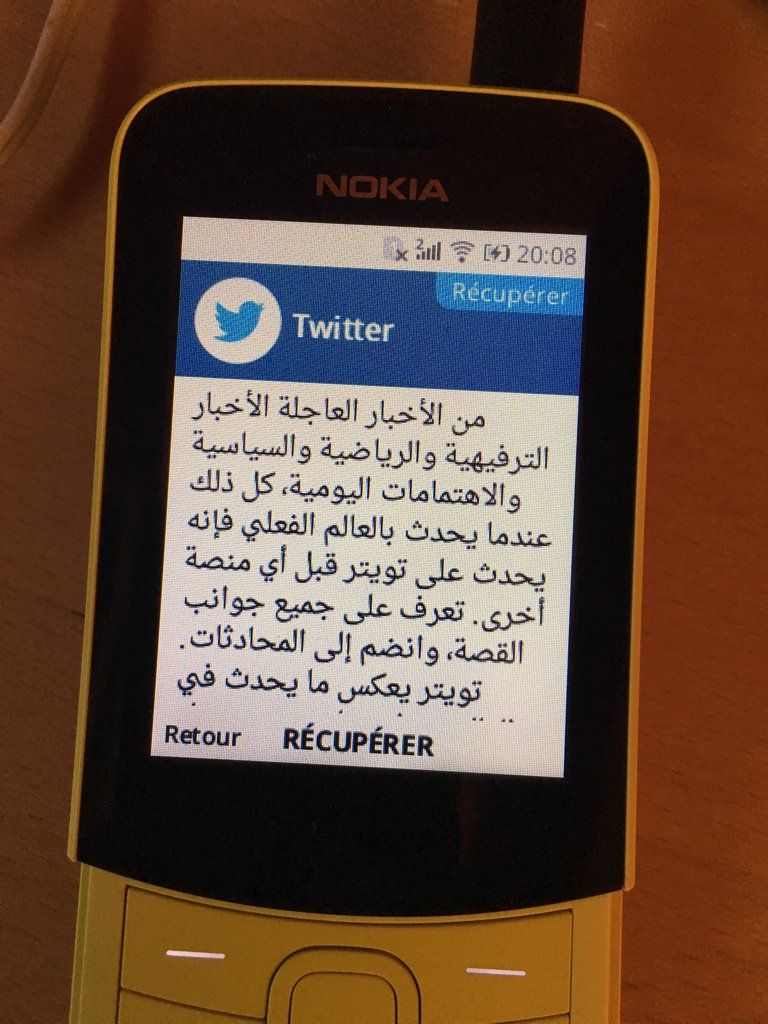 NOKIA
2
20:08
Récupérer
Twitter
من الأخبار العاجلة الأخبار
الترفيهية والرياضية والسياسية
والاهتمامات اليومية، كل ذلك
عندما يحدث بالعالم الفعلي فإنه
يحدث على تويتر قبل أي منصة
أخرى. تعرف على جميع جوانب
القصة، وانضم إلى المحادثات.
تويتر يعكس ما يحدث في
Retour
RÉCUPÉRER